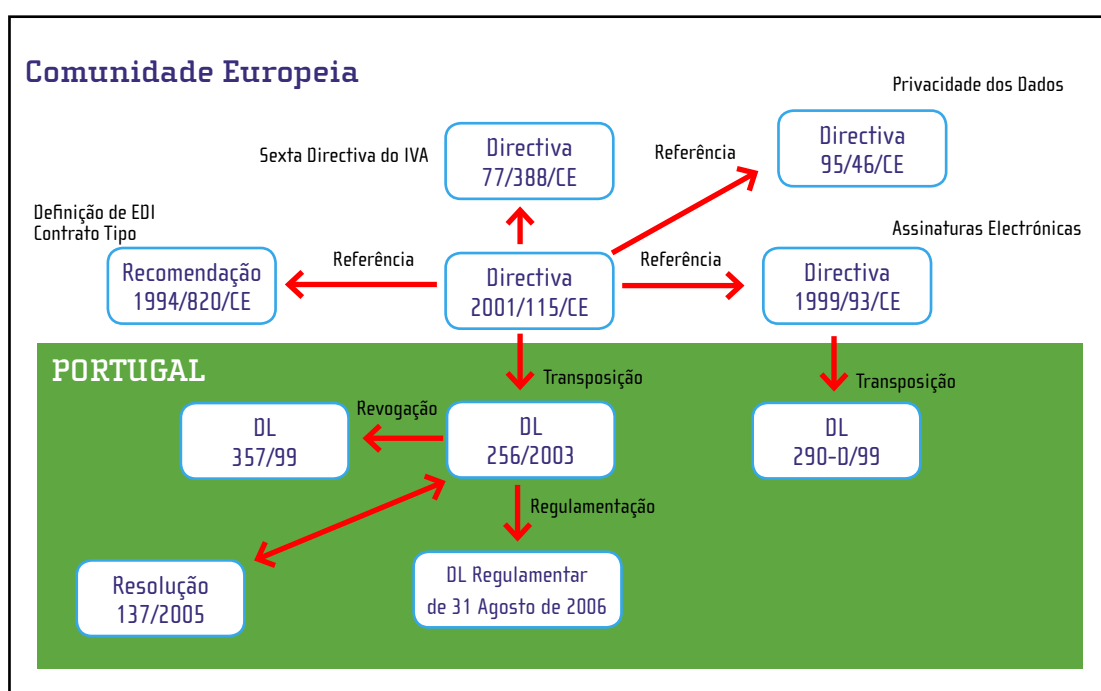 Comunidade Europeia
Privacidade dos Dados
Sexta Directiva do IVA
Directiva
77/388/CE
Referência
Directiva
95/46/CE
Definição de EDI
Contrato Tipo
Assinaturas Electrónicas
Recomendação
1994/820/CE
Referência
Directiva
2001/115/CE
Referência
Directiva
1999/93/CE
PORTUGAL
Transposição
Transposição
Revogação
DL
357/99
DL
256/2003
DL
290-D/99
Regulamentação
Resolução
137/2005
DL Regulamentar
de 31 Agosto de 2006